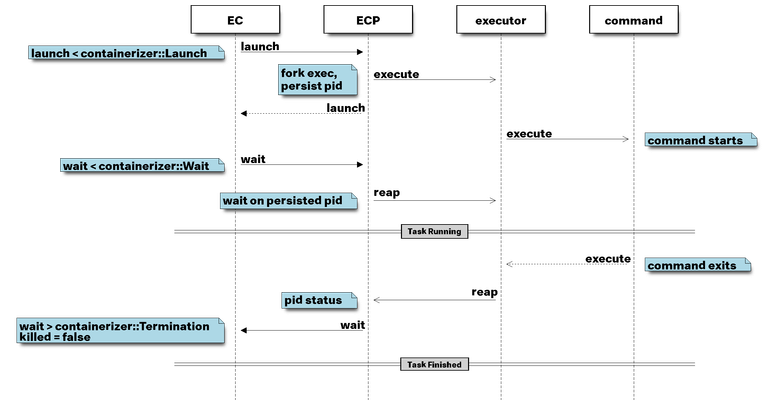 EC
ECP
executor
command
launch < containerizer::Launch
launch
fork exec,
persist pid
execute
launch
execute
command starts
wait < containerizer::Wait
wait
wait on persisted pid
reap
Task Running
execute
command exits
pid status
reap
wait > containerizer::Termination
killed = false
wait
Task Finished